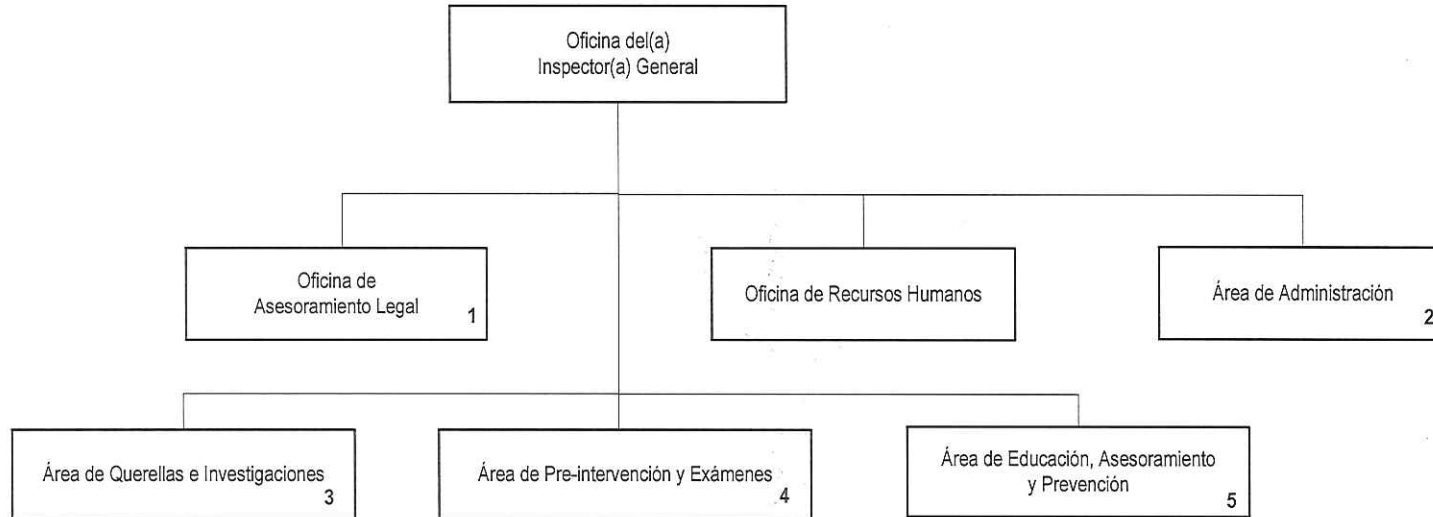 Oficina del(a)
Inspector(a) General
Oficina de
Asesoramiento Legal
1
Oficina de Recursos Humanos
Área de Administración
2
Área de Querellas e Investigaciones
3
Área de Pre-intervención y Exámenes
4
Área de Educación, Asesoramiento
y Prevención
5